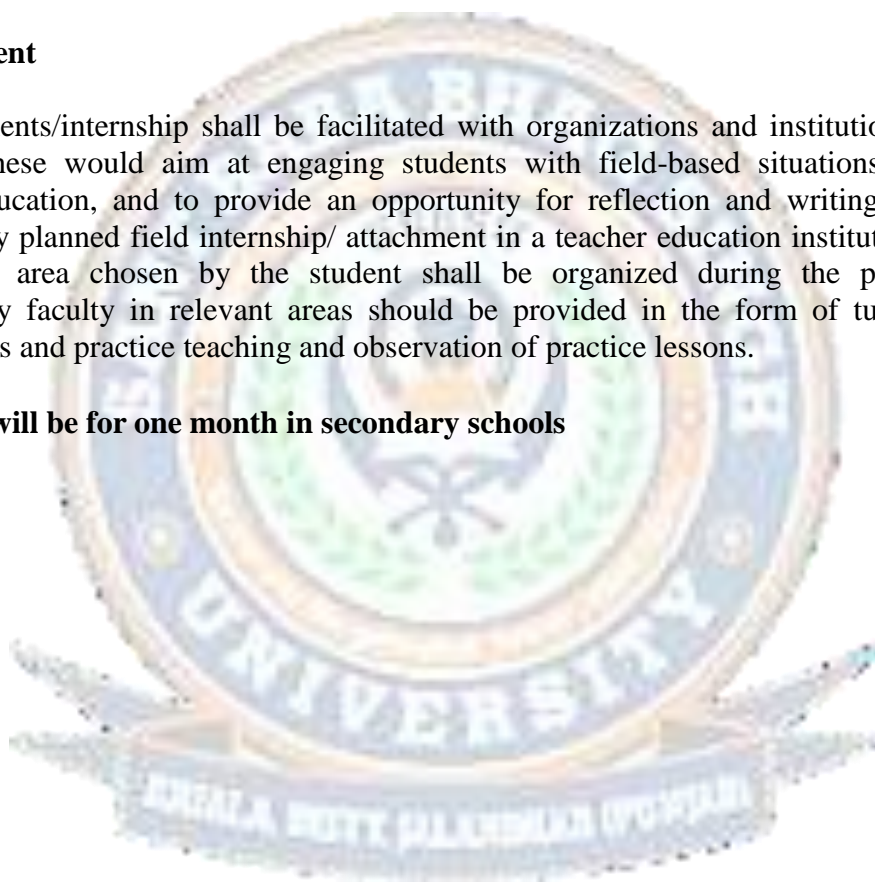 ent
ents/internship shall be facilitated with organizations and institutio
nese would aim at engaging students with field-based situations
ucation, and to provide an opportunity for reflection and writing
y planned field internship/ attachment in a teacher education institut
area chosen by the student shall be organized during the p
y faculty in relevant areas should be provided in the form of tu
s and practice teaching and observation of practice lessons.
will be for one month in secondary schools
UNIVERSITY